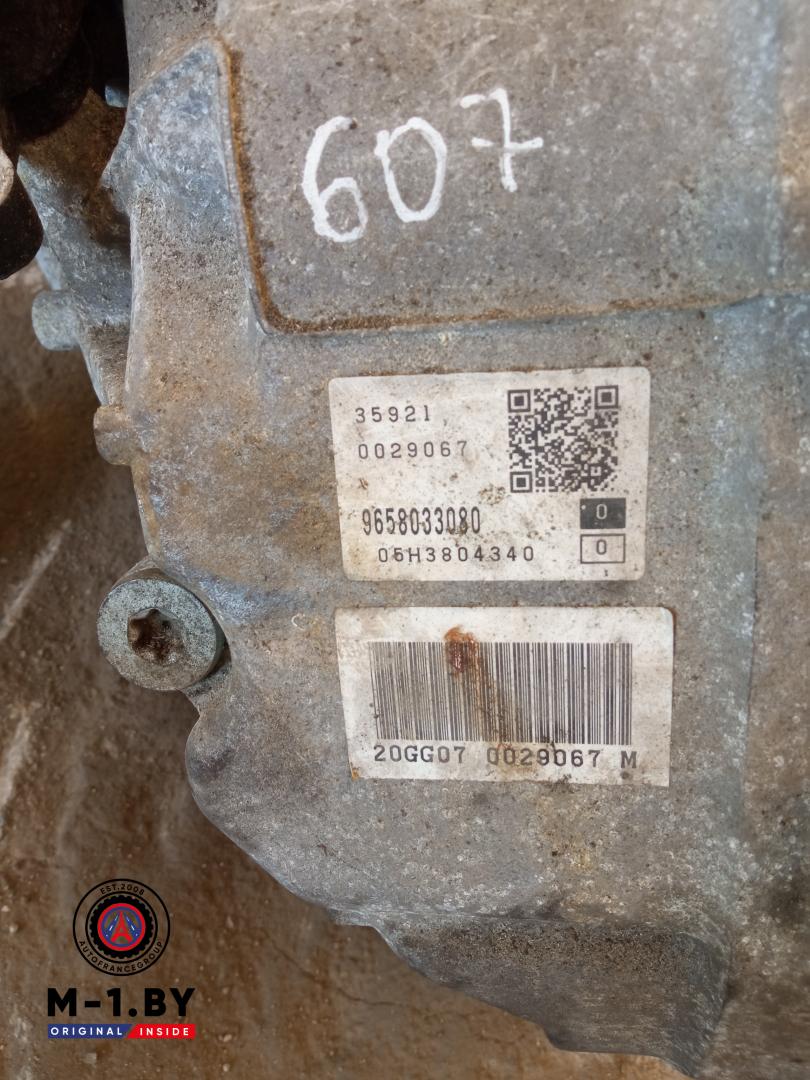 607
35921
0029067
9658033080
0
05H3804340
0
20GG07 0029067 M
EST.2008
AUTOFRANCEGROUP
M-1.BY
ORIGINAL INSIDE